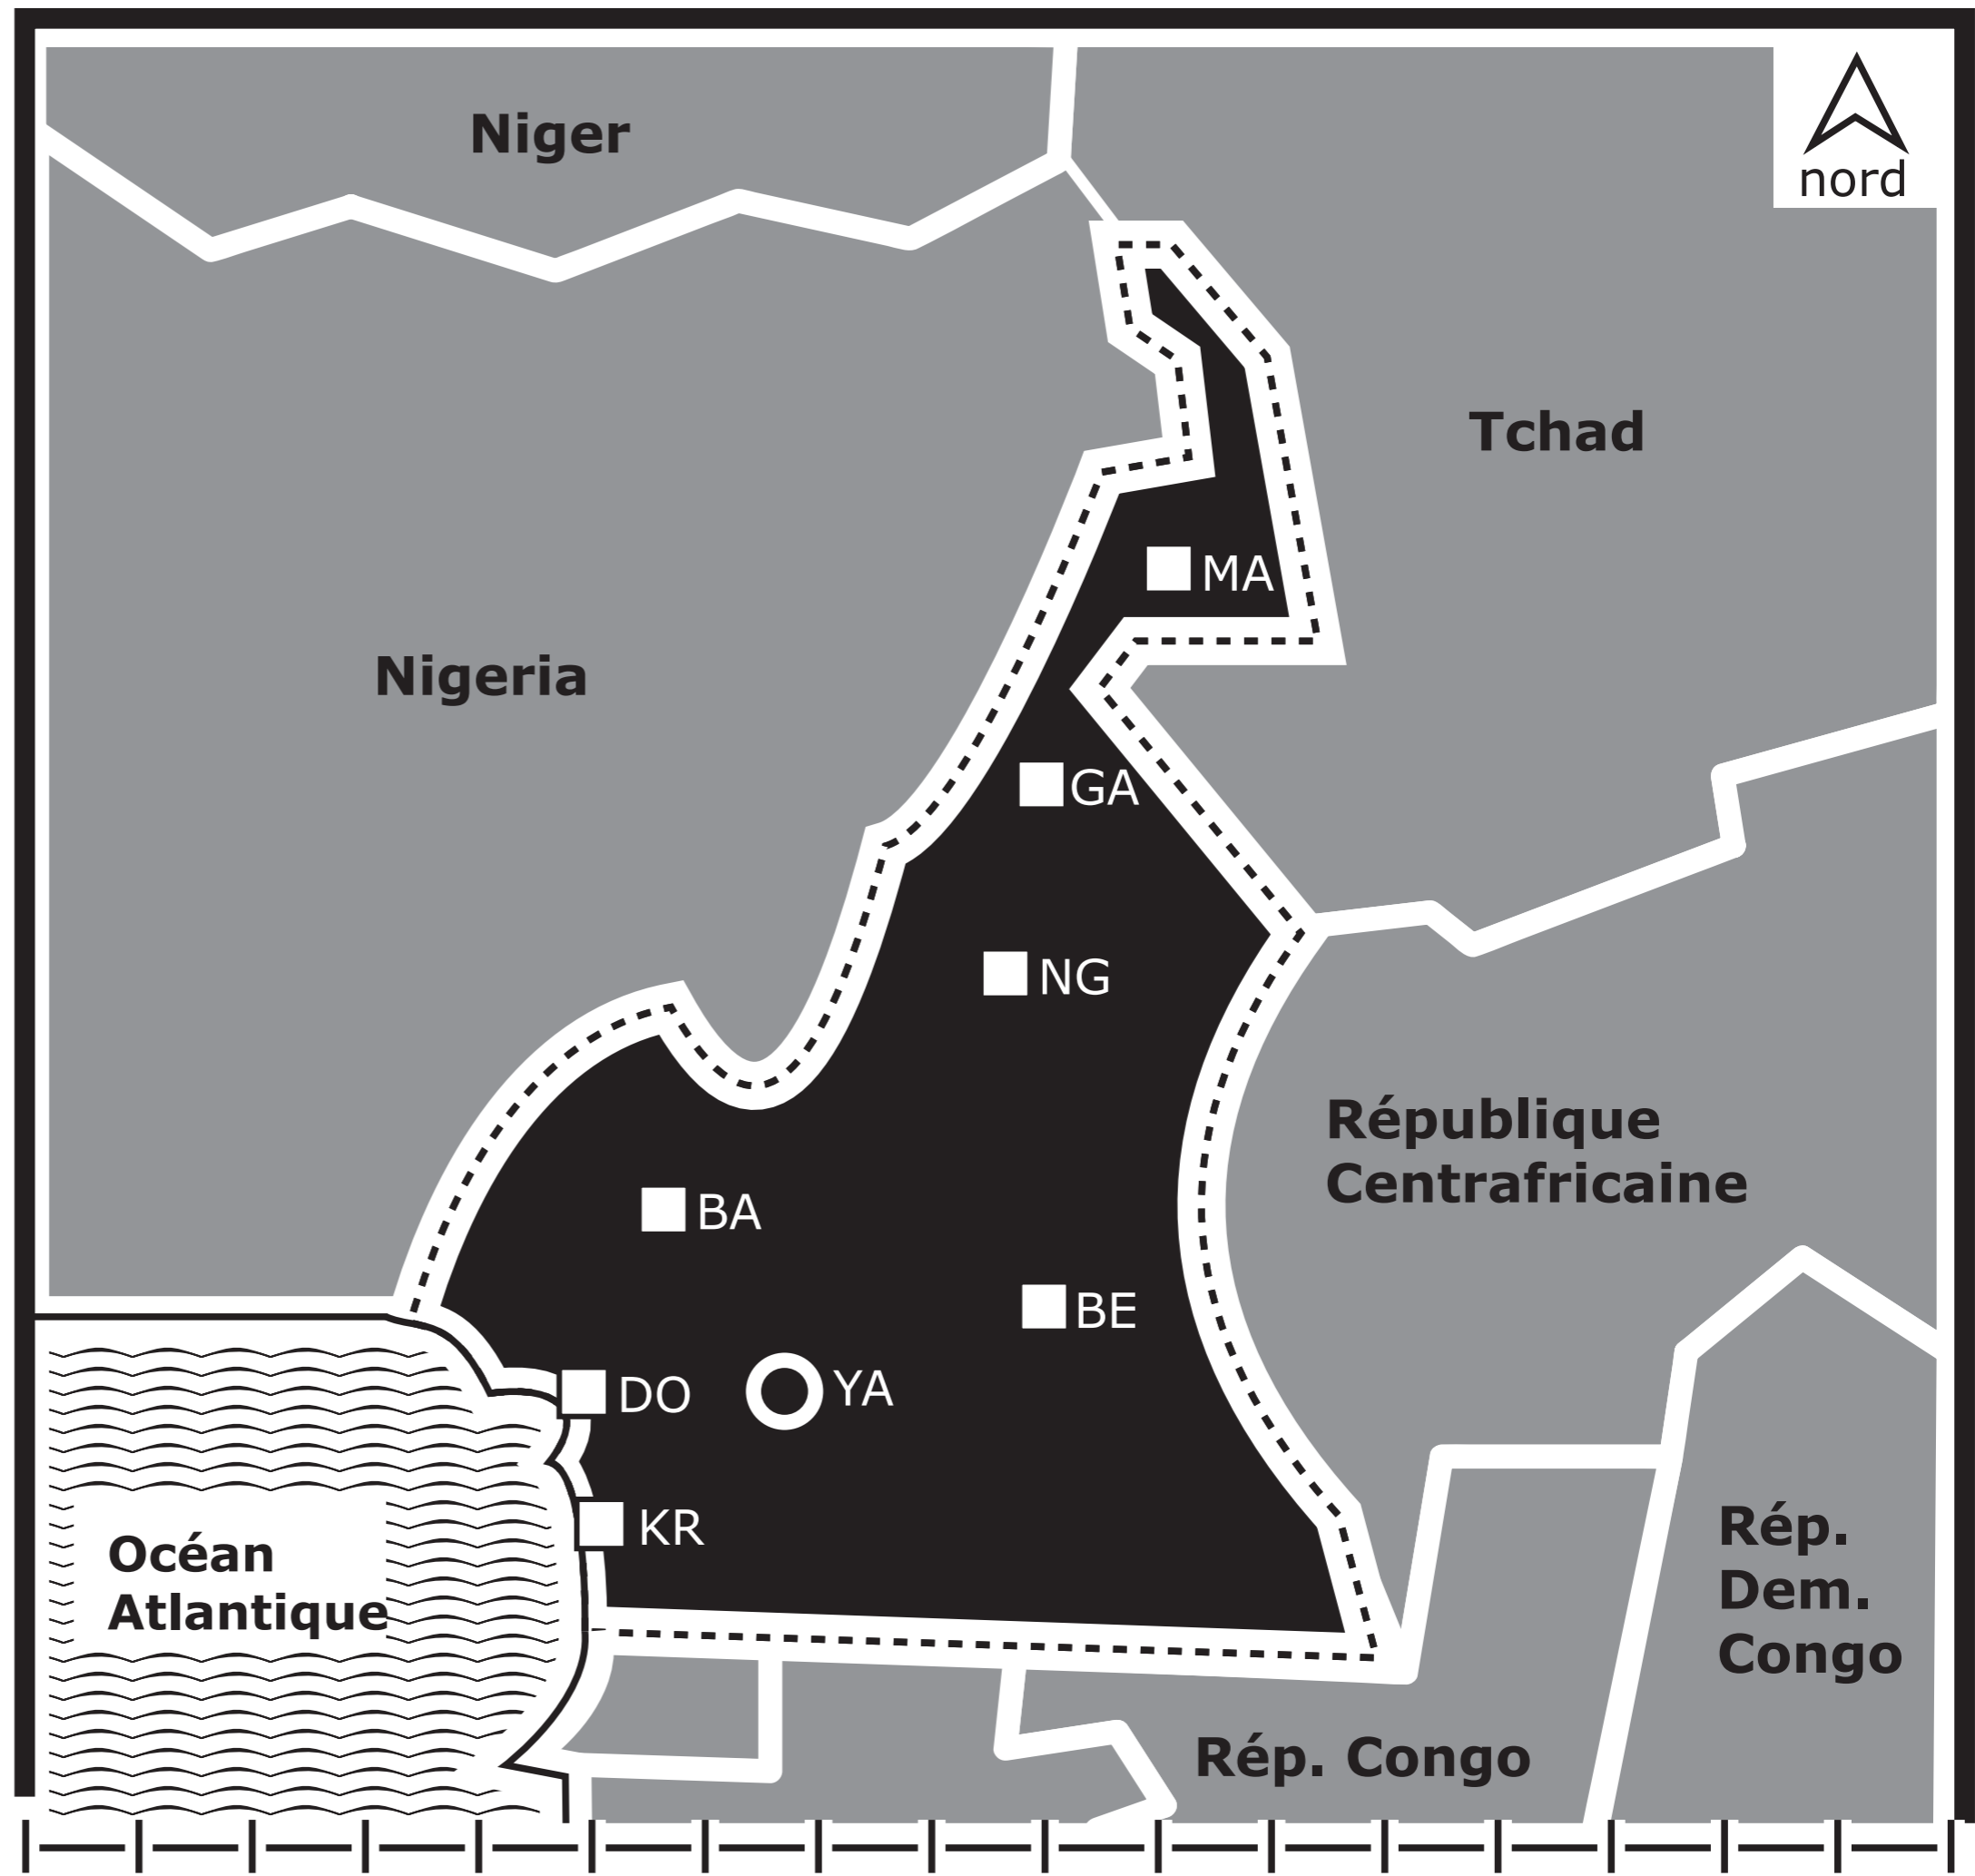 Niger
nord
Tchad
MA
Nigeria
GA
NG
République
Centrafricaine
BA
BE
DO
YA
KR
Rép.
Dem.
Congo
Océan
Atlantique
Rép. Congo